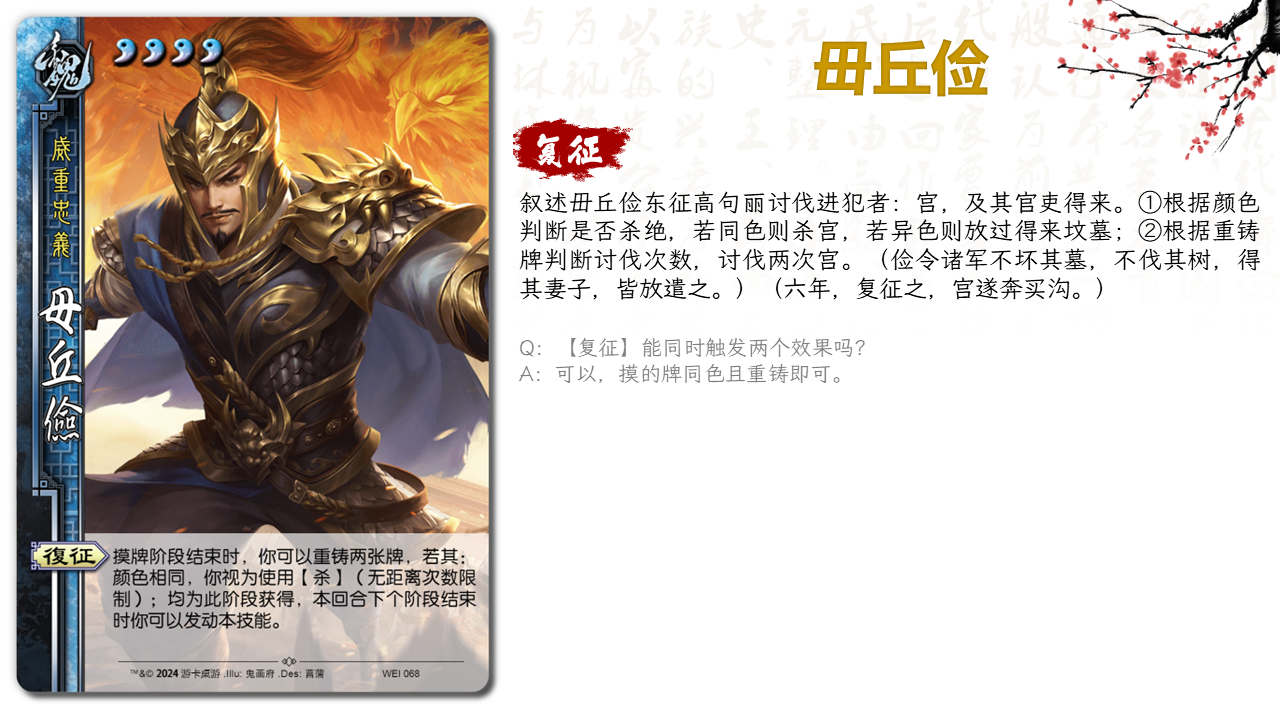 魏
威重忠義
毌丘儉
復征
摸牌阶段结束时，你可以重铸两张牌，若其：
颜色相同，你视为使用【杀】（无距离次数限
制）；均为此阶段获得，本回合下个阶段结束
时你可以发动本技能。
™&© 2024 游卡桌游 .Illu: 鬼画府 .Des: 菖蒲 WEI 068
毌丘俭
复征
叙述毌丘俭东征高句丽讨伐进犯者：宫，及其官吏得来。①根据颜色
判断是否杀绝，若同色则杀宫，若异色则放过得来坟墓；②根据重铸
牌判断讨伐次数，讨伐两次宫。（俭令诸军不坏其墓，不伐其树，得
其妻子，皆放遣之。）（六年，复征之，宫遂奔买沟。）
Q：【复征】能同时触发两个效果吗？
A：可以，摸的牌同色且重铸即可。